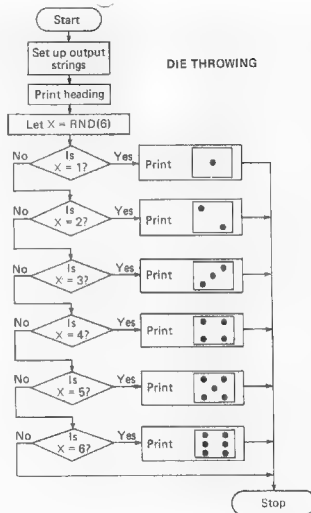 Start
Set up output
strings
DIE THROWING
Print heading
Let X = RND(6)
Is
X = 1?
No
Yes
Print
Is
X = 2?
No
Yes
Print
Is
X = 3?
No
Yes
Print
Is
X = 4?
No
Yes
Print
Is
X = 5?
No
Yes
Print
Is
X = 6?
No
Yes
Print
Stop